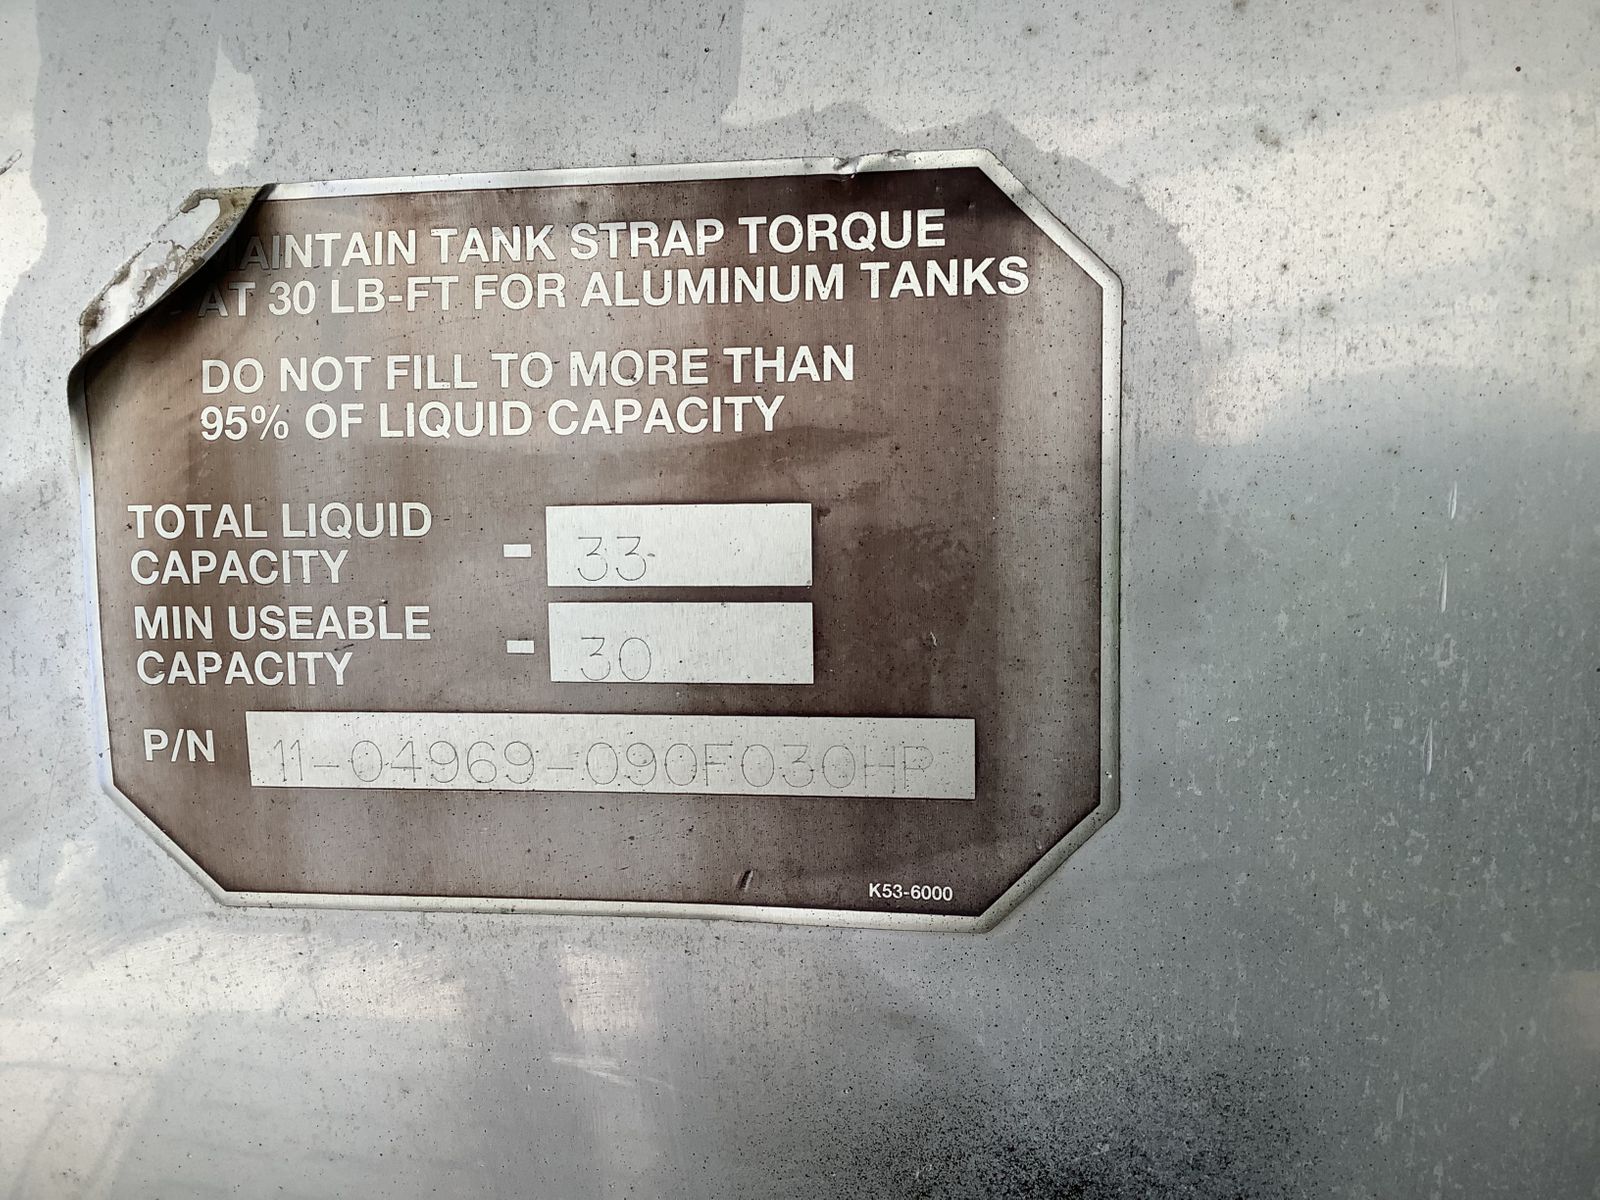 MAINTAIN TANK STRAP TORQUE
AT 30 LB-FT FOR ALUMINUM TANKS
DO NOT FILL TO MORE THAN
95% OF LIQUID CAPACITY
TOTAL LIQUID
CAPACITY - 33
MIN USEABLE
CAPACITY - 30
P/N 11-04969-090F030HP
K53-6000